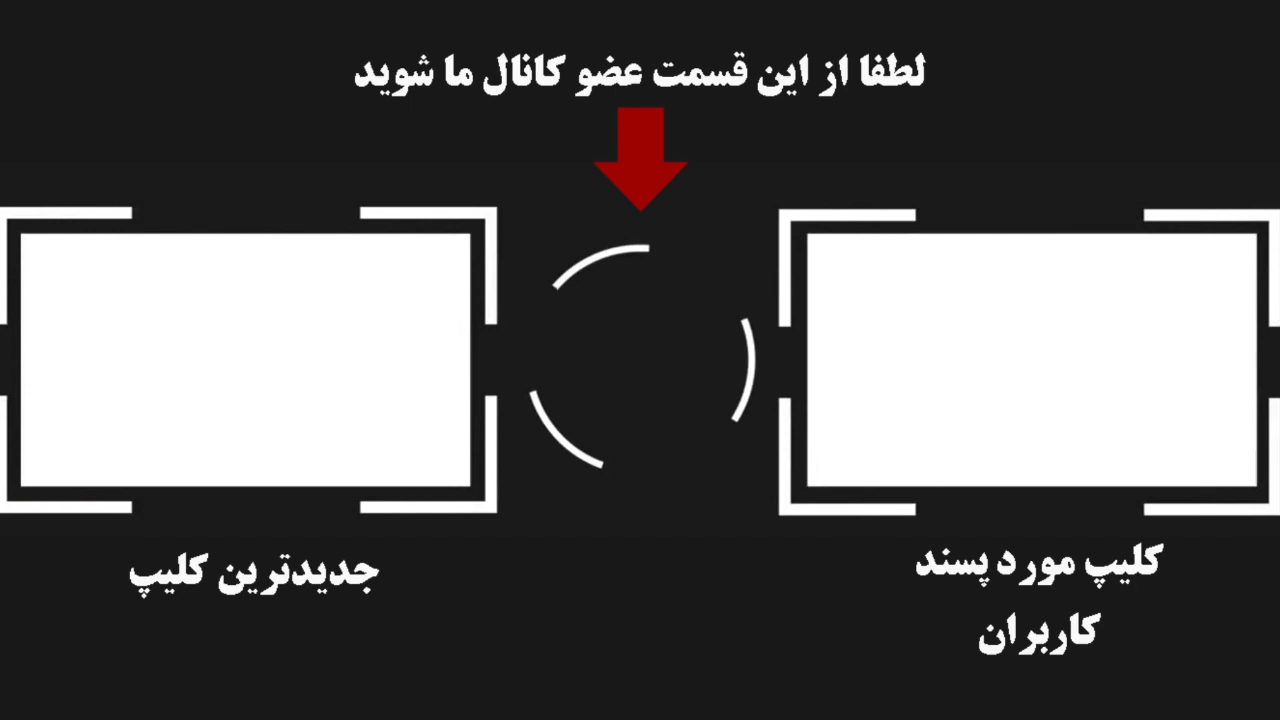 لطفا از این قسمت عضو کانال ما شوید
کلیپ مورد پسند
کاربران
جدیدترین کلیپ